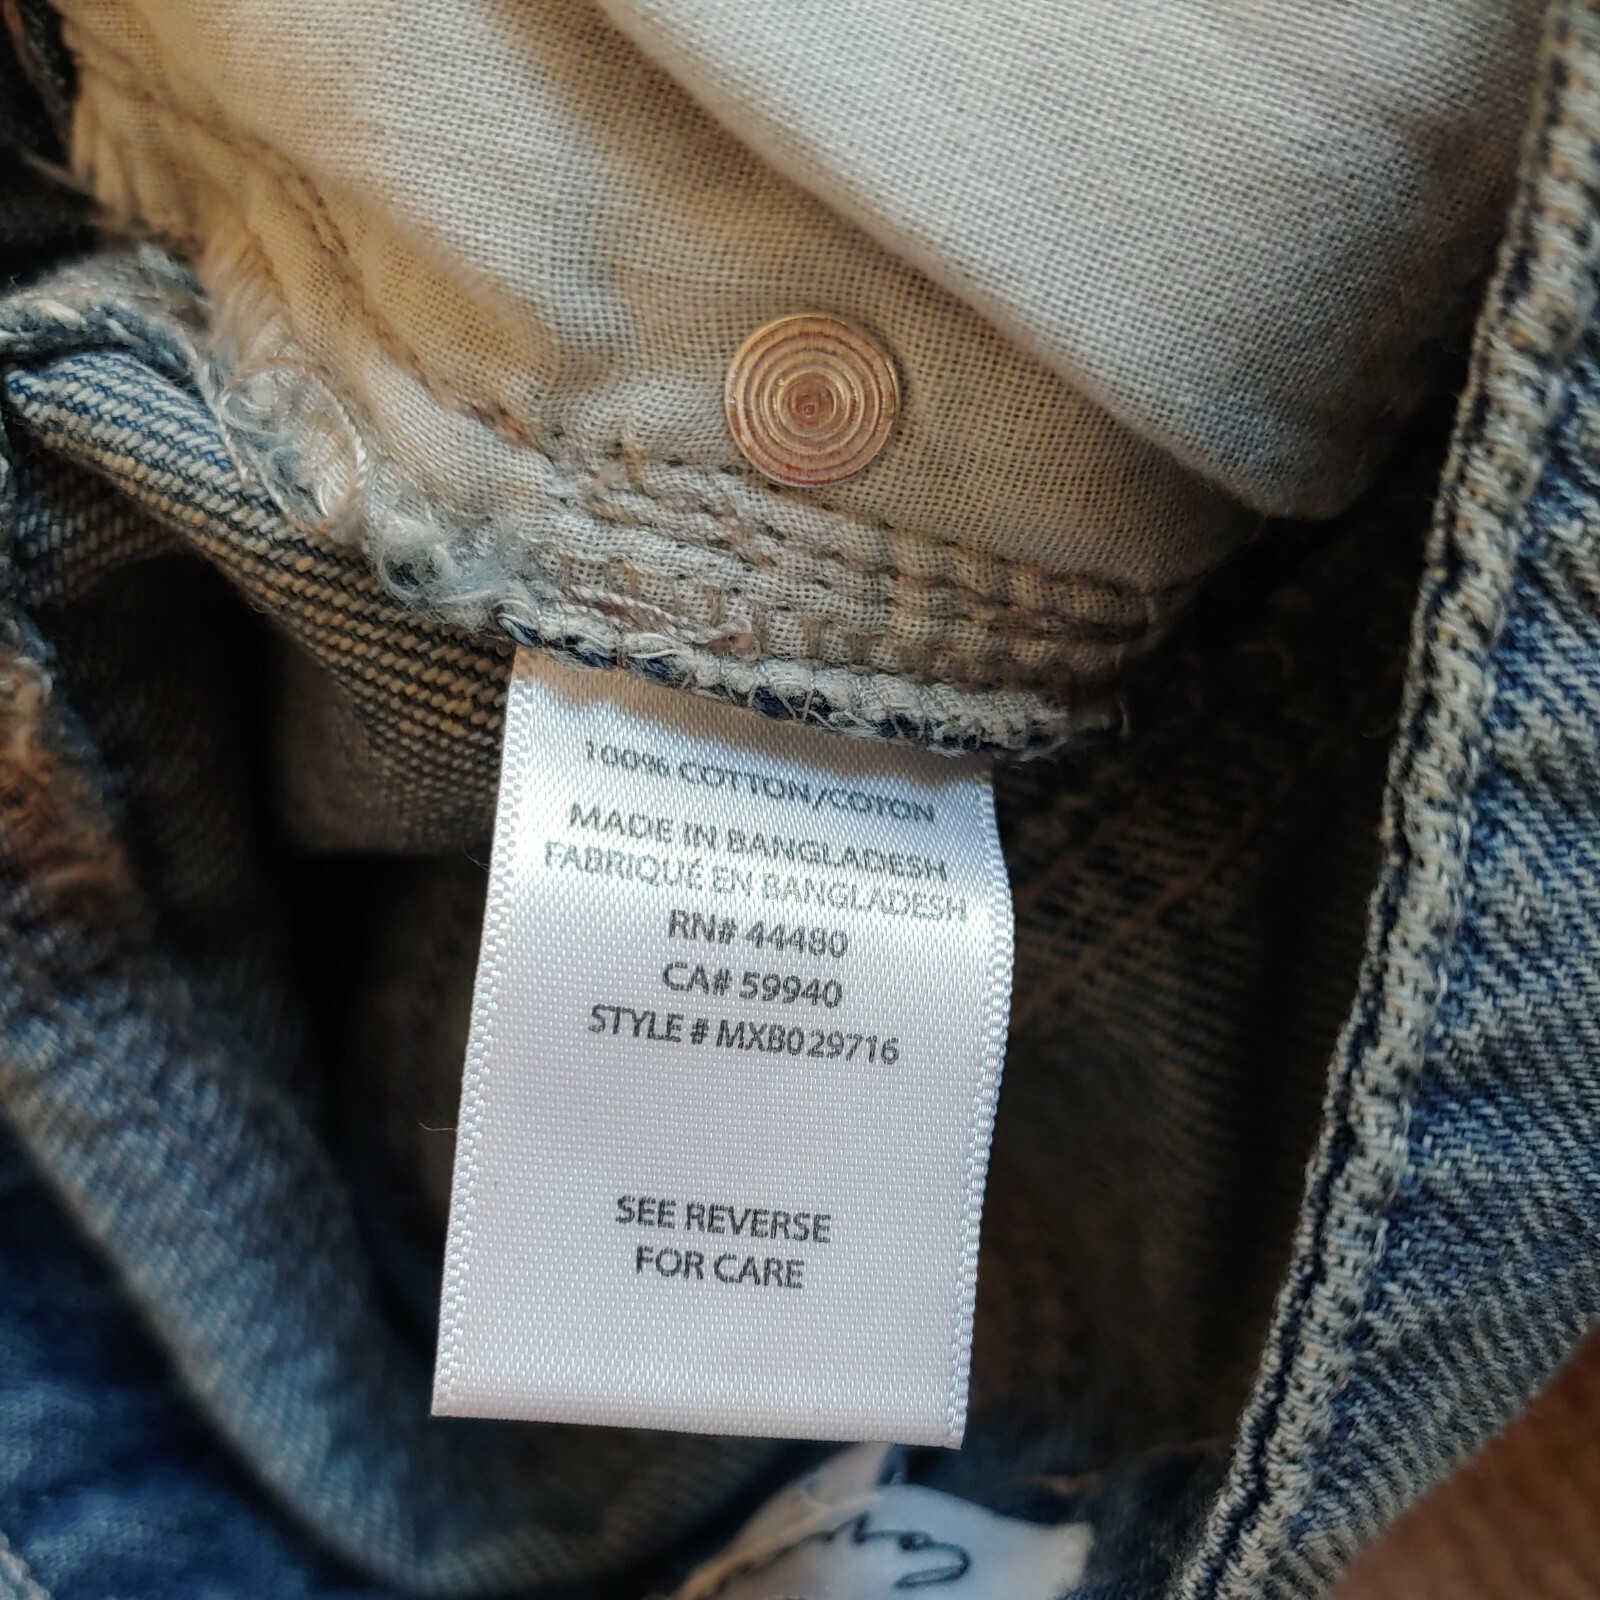 100% COTTON/COTON
MADE IN BANGLADESH
FABRIQUÉ EN BANGLADESH
RN# 44480
CA# 59940
STYLE # MXB029716
SEE REVERSE
FOR CARE